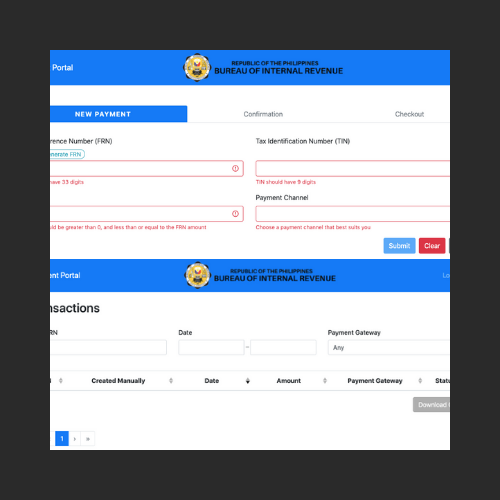 Portal
REPUBLIC OF THE PHILIPPINES
BUREAU OF INTERNAL REVENUE
NEW PAYMENT Confirmation Checkout
rence Number (FRN) Tax Identification Number (TIN)
nerate FRN
have 33 digits TIN should have 9 digits
Payment Channel
uld be greater than 0, and less than or equal to the FRN amount Choose a payment channel that best suits you
Submit Clear
nt Portal
REPUBLIC OF THE PHILIPPINES
BUREAU OF INTERNAL REVENUE
Lo
nsactions
RN Date Payment Gateway
– Any
Created Manually Date Amount Payment Gateway Statu
Download
1 › »